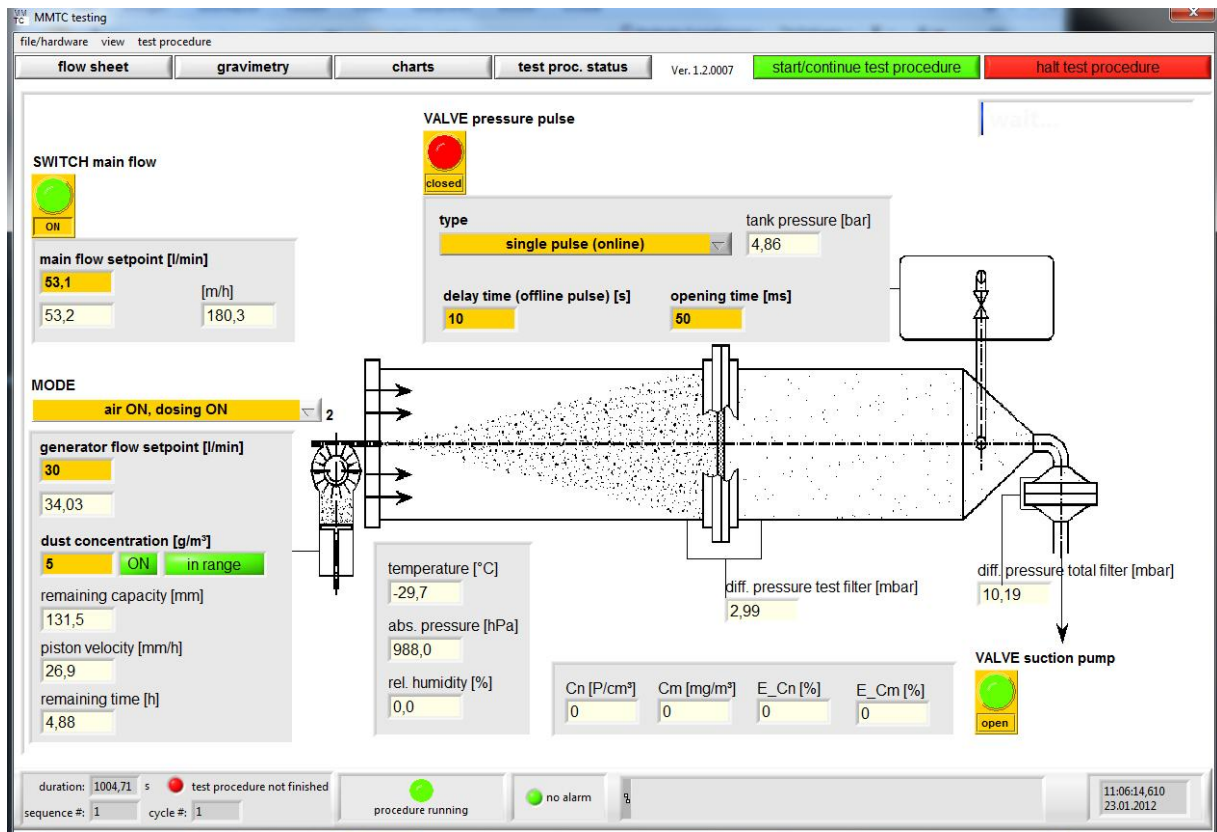 MM
TC MMTC testing
file/hardware view test procedure
flow sheet gravimetry charts test proc. status Ver. 1.2.0007 start/continue test procedure halt test procedure
wait...
VALVE pressure pulse
closed
SWITCH main flow
ON
type tank pressure [bar]
single pulse (online) 4,86
delay time (offline pulse) [s] opening time [ms]
10 50
main flow setpoint [l/min]
53,1
[m/h]
53,2 180,3
MODE
air ON, dosing ON 2
generator flow setpoint [l/min]
30
34,03
dust concentration [g/m³]
5 ON in range
remaining capacity [mm]
131,5
piston velocity [mm/h]
26,9
remaining time [h]
4,88
temperature [°C]
-29,7
abs. pressure [hPa]
988,0
rel. humidity [%]
0,0
diff. pressure test filter [mbar]
2,99
diff. pressure total filter [mbar]
10,19
Cn [P/cm³] Cm [mg/m³] E_Cn [%] E_Cm [%]
0 0 0 0
VALVE suction pump
open
duration: 1004,71 s test procedure not finished
sequence #: 1 cycle #: 1
procedure running
no alarm
11:06:14,610
23.01.2012